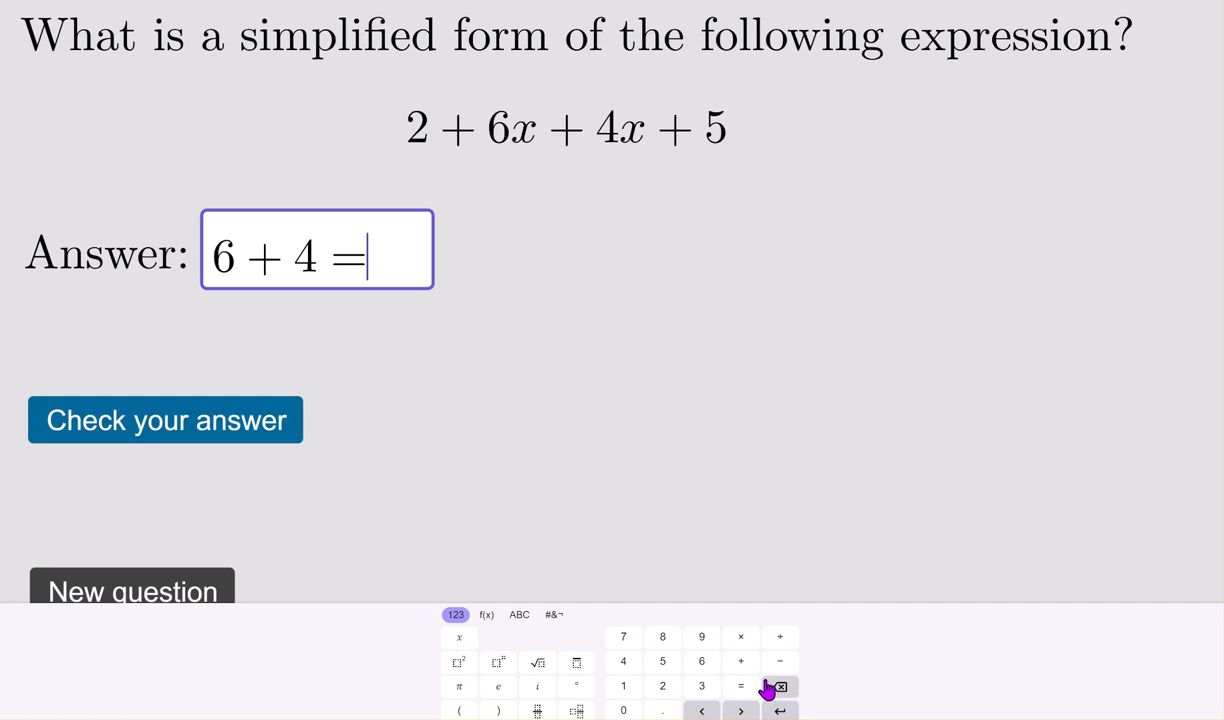 What is a simplified form of the following expression?
2 + 6x + 4x + 5
Answer: 6 + 4 =
Check your answer
New question
123 f(x) ABC #&¬
x 7 8 9 × ÷
□² □^□ √□ 4 5 6 + −
π e i ° 1 2 3 =
( ) 0 . < > ↵